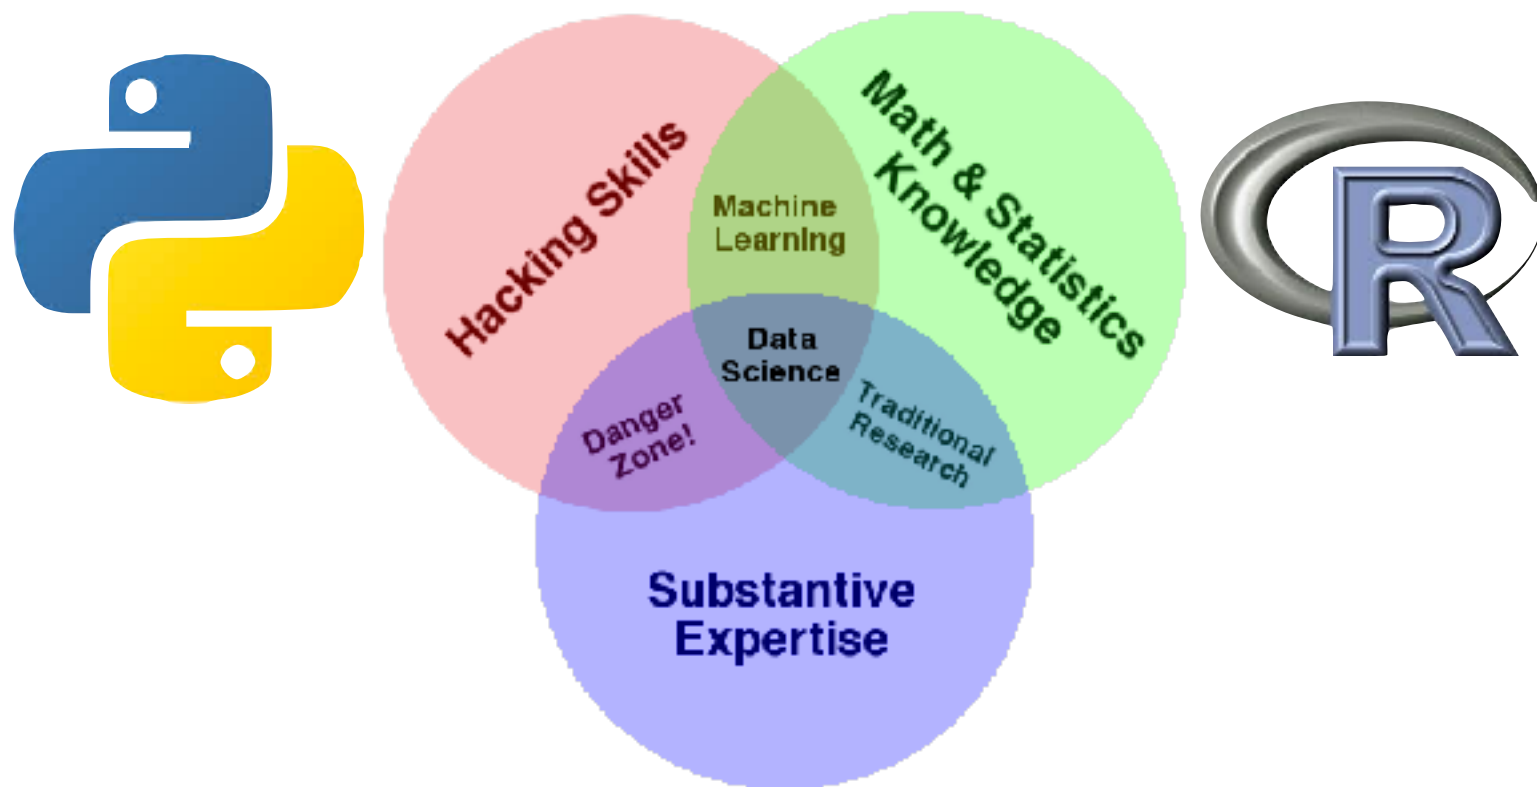 Hacking Skills
Math & Statistics
Knowledge
Machine
Learning
Data
Science
Danger
Zone!
Traditional
Research
Substantive
Expertise
R